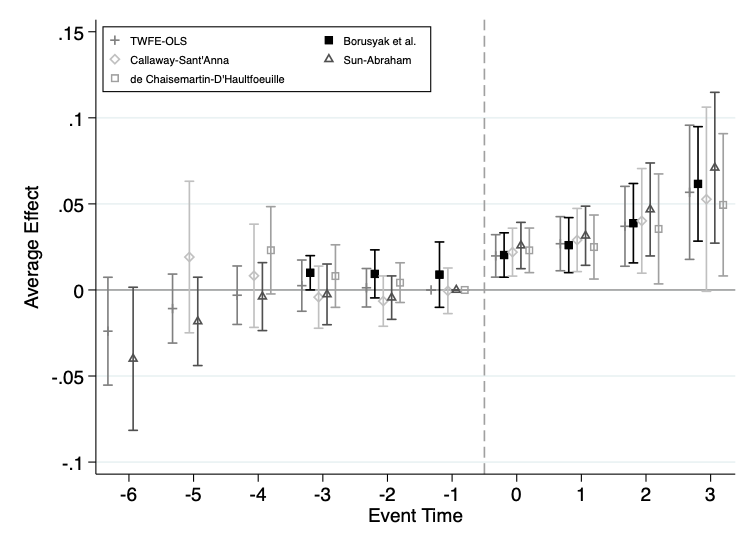 .15
TWFE-OLS
Borusyak et al.
Callaway-Sant'Anna
Sun-Abraham
de Chaisemartin-D'Haultfoeuille
.1
.05
0
-.05
-.1
Average Effect
-6 -5 -4 -3 -2 -1 0 1 2 3
Event Time